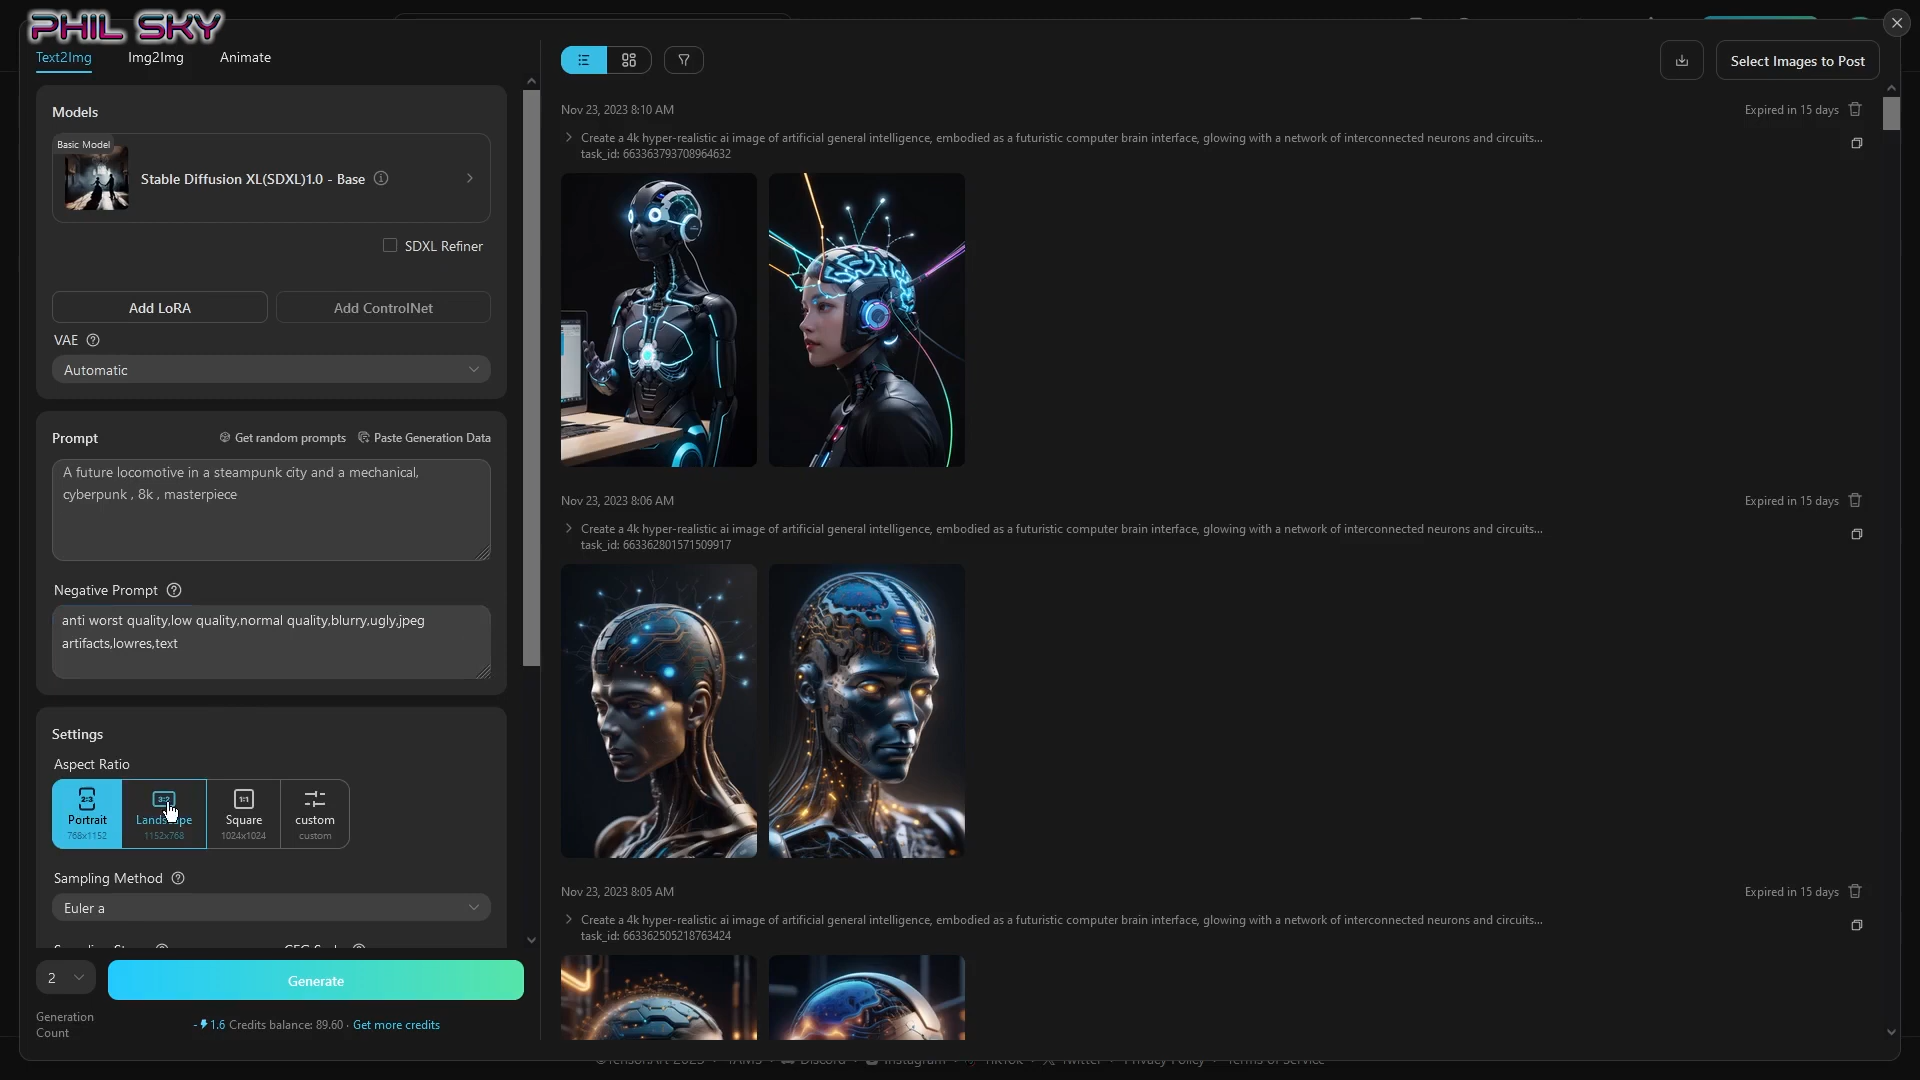 PHIL SKY
Text2Img
Img2Img
Animate
Select Images to Post
Models
Basic Model
Stable Diffusion XL(SDXL)1.0 - Base
SDXL Refiner
Add LoRA
Add ControlNet
VAE
Automatic
Prompt
Get random prompts
Paste Generation Data
A future locomotive in a steampunk city and a mechanical,
cyberpunk , 8k , masterpiece
Negative Prompt
anti worst quality,low quality,normal quality,blurry,ugly,jpeg
artifacts,lowres,text
Settings
Aspect Ratio
2:3
3:2
1:1
Portrait
Landscape
Square
custom
768x1152
1152x768
1024x1024
custom
Sampling Method
Euler a
2
Generate
Generation
Count
- 1.6 Credits balance: 89.60 · Get more credits
Nov 23, 2023 8:10 AM
Expired in 15 days
Create a 4k hyper-realistic ai image of artificial general intelligence, embodied as a futuristic computer brain interface, glowing with a network of interconnected neurons and circuits...
task_id: 663363793708964632
Nov 23, 2023 8:06 AM
Expired in 15 days
Create a 4k hyper-realistic ai image of artificial general intelligence, embodied as a futuristic computer brain interface, glowing with a network of interconnected neurons and circuits...
task_id: 663362801571509917
Nov 23, 2023 8:05 AM
Expired in 15 days
Create a 4k hyper-realistic ai image of artificial general intelligence, embodied as a futuristic computer brain interface, glowing with a network of interconnected neurons and circuits...
task_id: 663362505218763424